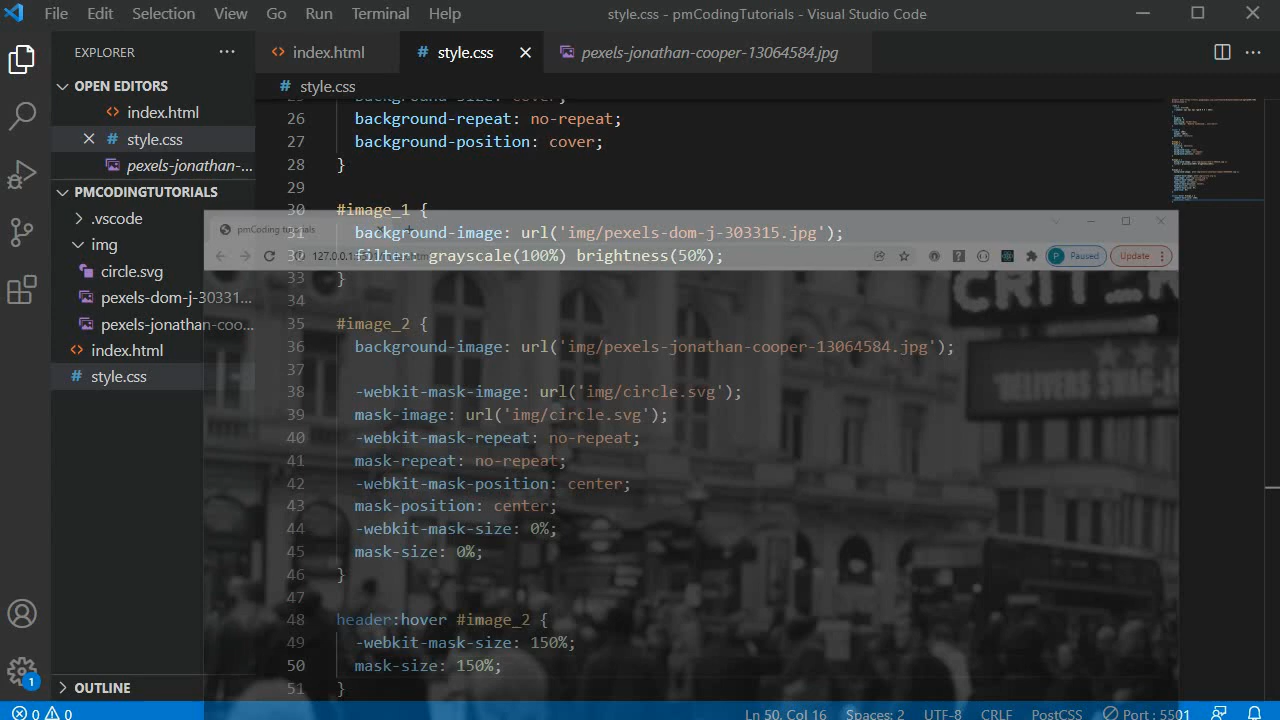 File Edit Selection View Go Run Terminal Help style.css - pmCodingTutorials - Visual Studio Code
EXPLORER
index.html
style.css
pexels-jonathan-cooper-13064584.jpg
OPEN EDITORS
index.html
style.css
pexels-jonathan-...
PMCODINGTUTORIALS
.vscode
img
circle.svg
pexels-dom-j-30331...
pexels-jonathan-coo...
index.html
style.css
OUTLINE
# style.css
26 background-repeat: no-repeat;
27 background-position: cover;
28 }
29
30 #image_1 {
31 background-image: url('img/pexels-dom-j-303315.jpg');
filter: grayscale(100%) brightness(50%);
33 }
34
35 #image_2 {
36 background-image: url('img/pexels-jonathan-cooper-13064584.jpg');
37
38 -webkit-mask-image: url('img/circle.svg');
39 mask-image: url('img/circle.svg');
40 -webkit-mask-repeat: no-repeat;
41 mask-repeat: no-repeat;
42 -webkit-mask-position: center;
43 mask-position: center;
44 -webkit-mask-size: 0%;
45 mask-size: 0%;
46 }
47
48 header:hover #image_2 {
49 -webkit-mask-size: 150%;
50 mask-size: 150%;
51 }
pmCoding tutorials
P Paused
Update
DELIVERS
1
0 0
Ln 50, Col 16 Spaces: 2 UTF-8 CRLF PostCSS Port : 5501